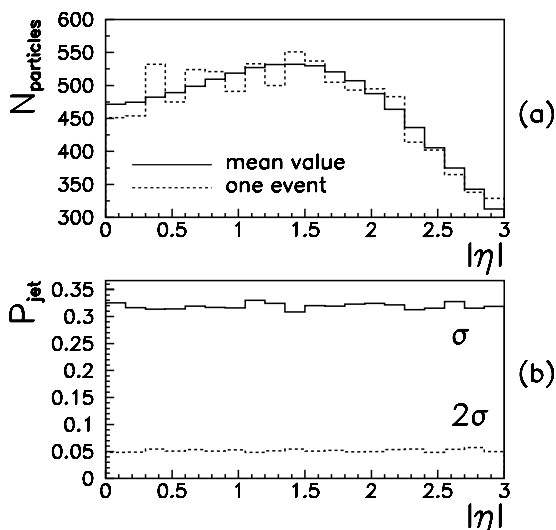 600
550
500
450
400
350
300
N particles
mean value
one event
0 0.5 1 1.5 2 2.5 3
|η|
(a)
0.35
0.3
0.25
0.2
0.15
0.1
0.05
0
P jet
σ
2σ
0 0.5 1 1.5 2 2.5 3
|η|
(b)